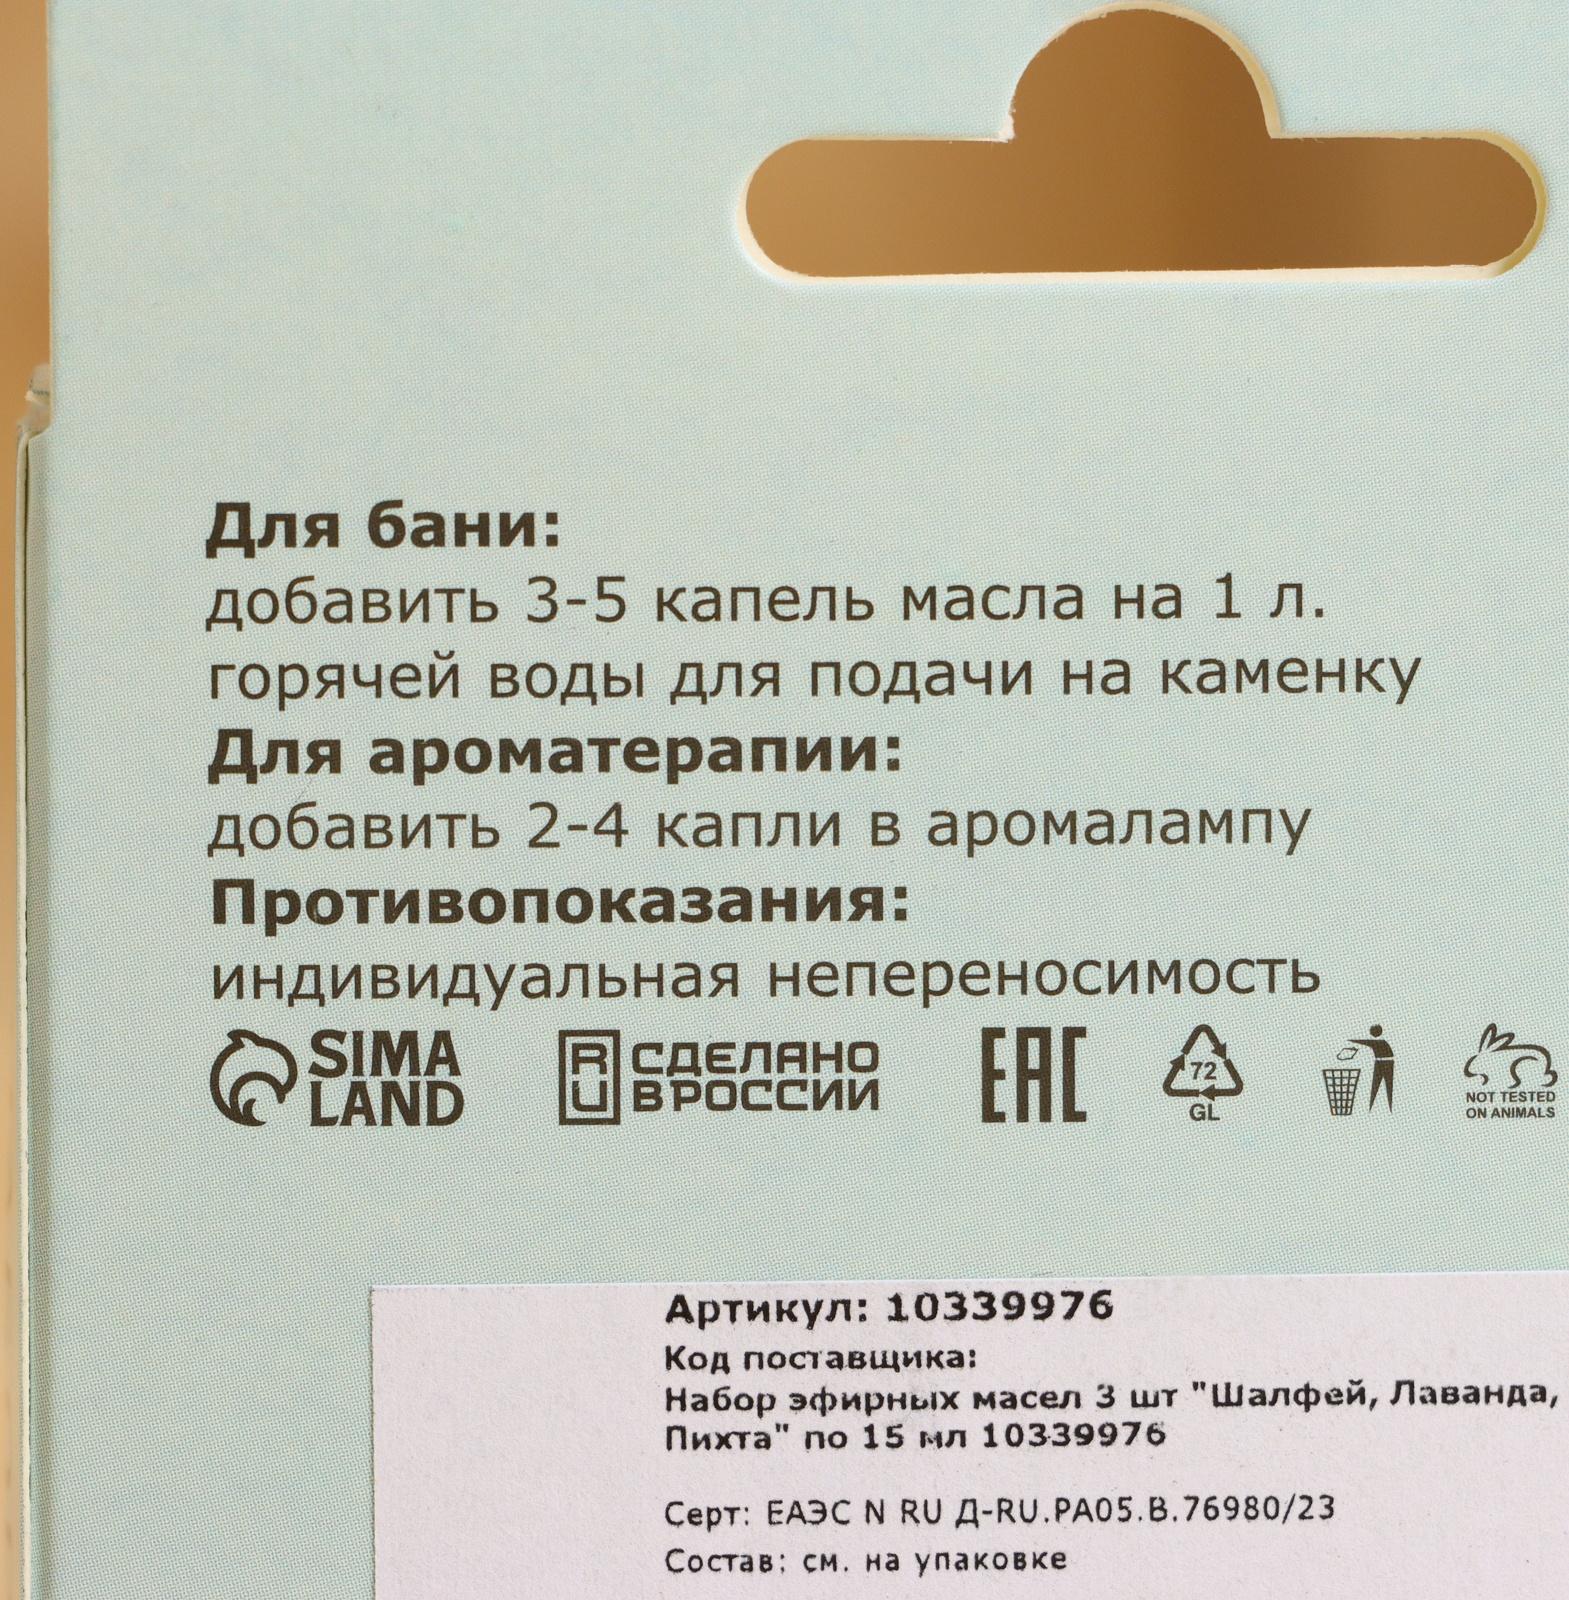 Для бани:
добавить 3-5 капель масла на 1 л.
горячей воды для подачи на каменку
Для ароматерапии:
добавить 2-4 капли в аромалампу
Противопоказания:
индивидуальная непереносимость
SIMA LAND
RU СДЕЛАНО В РОССИИ
ЕАС
72
GL
NOT TESTED
ON ANIMALS
Артикул: 10339976
Код поставщика:
Набор эфирных масел 3 шт "Шалфей, Лаванда,
Пихта" по 15 мл 10339976
Серт: ЕАЭС N RU Д-RU.РА05.В.76980/23
Состав: см. на упаковке